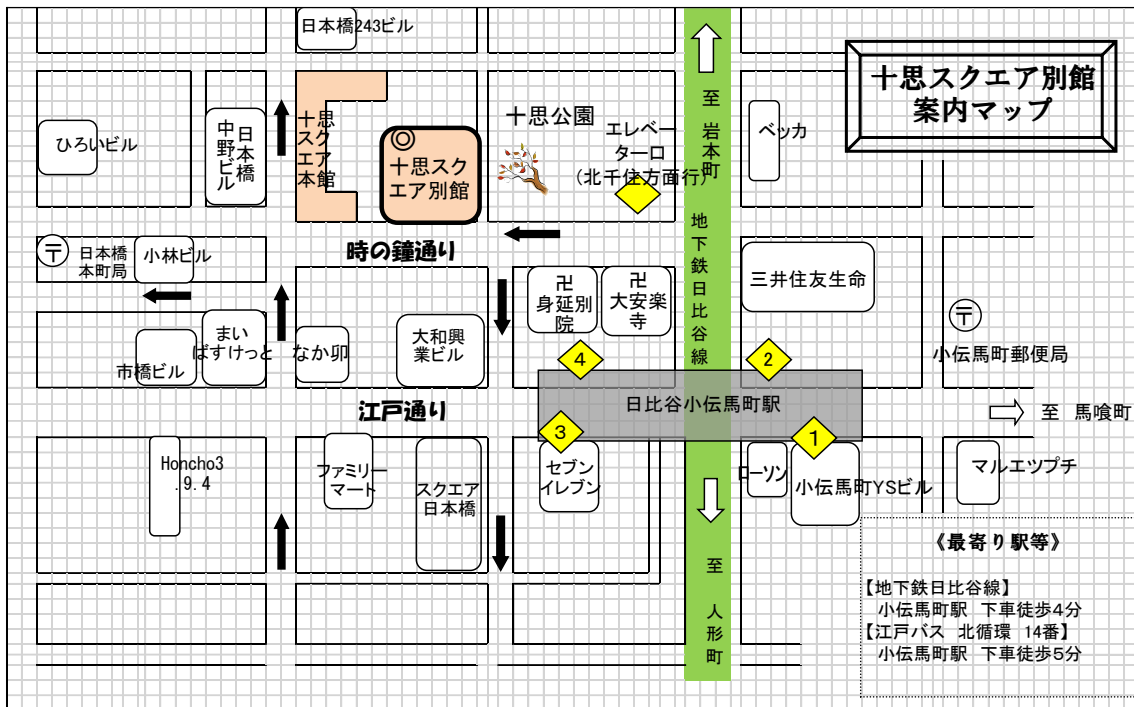 日本橋243ビル
十思スクエア別館
案内マップ
ひろいビル
日本橋
中野ビル
十思
スクエア
本館
◎
十思スク
エア別館
十思公園
エレベー
ターロ
(北千住方面行)
至 岩本町
ベッカ
地下鉄日比谷線
〒
日本橋
本町局
小林ビル
時の鐘通り
卍
身延別
院
卍
大安楽
寺
三井住友生命
〒
小伝馬町郵便局
市橋ビル
まい
ばすけっと
なか卯
大和興
業ビル
4
2
江戸通り
日比谷小伝馬町駅
至 馬喰町
3
1
Honcho3
.9.4
ファミリー
マート
スクエア
日本橋
セブン
イレブン
ローソン
小伝馬町YSビル
マルエツプチ
至 人形町
《最寄り駅等》
【地下鉄日比谷線】
小伝馬町駅 下車徒歩4分
【江戸バス 北循環 14番】
小伝馬町駅 下車徒歩5分